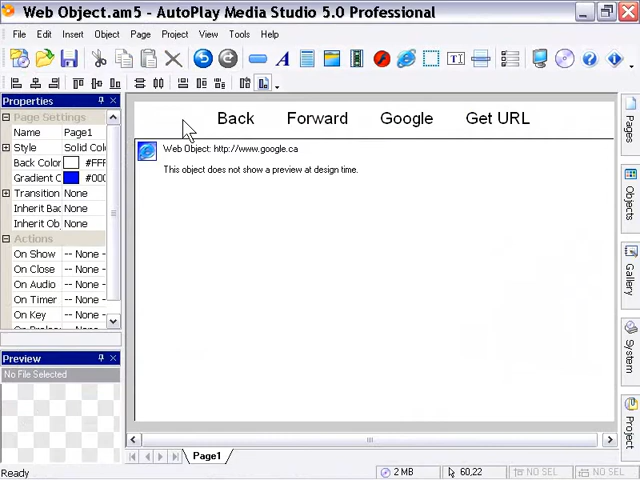 Web Object.am5 - AutoPlay Media Studio 5.0 Professional
File Edit Insert Object Page Project View Tools Help
Properties
Page Settings
Name Page1
Style Solid Colo
Back Color #FFF
Gradient C #000
Transition None
Inherit Bac None
Inherit Obj None
Actions
On Show -- None -
On Close -- None -
On Audio -- None -
On Timer -- None -
On Key -- None -
Preview
No File Selected
Back Forward Google Get URL
Web Object: http://www.google.ca
This object does not show a preview at design time.
Pages
Objects
Gallery
System
Project
Page1
Ready
2 MB
60,22
NO SEL
NO SEL